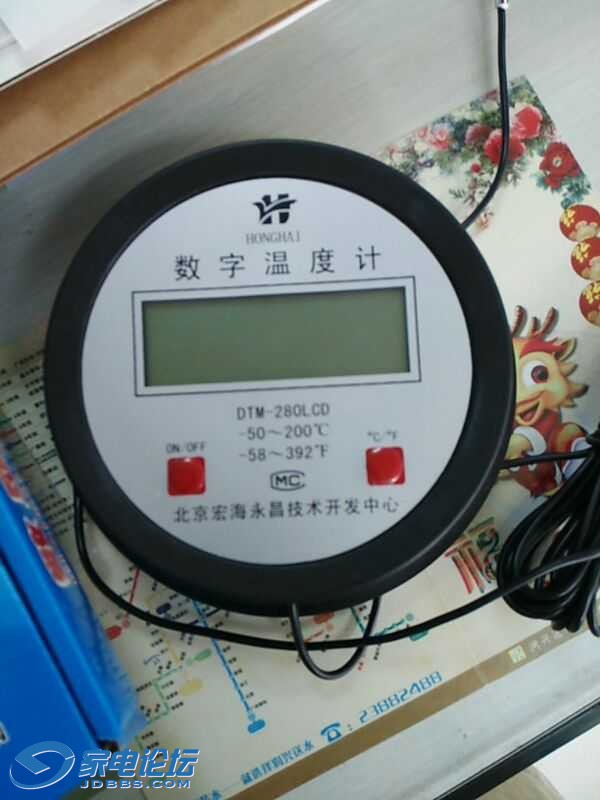 HONGHAI
数字温度计
DTM-280LCD
-50～200℃
-58～392℉
ON/OFF
℃/℉
MC
北京宏海永昌技术开发中心
福
：23882488
家电论坛
JDBBS.COM